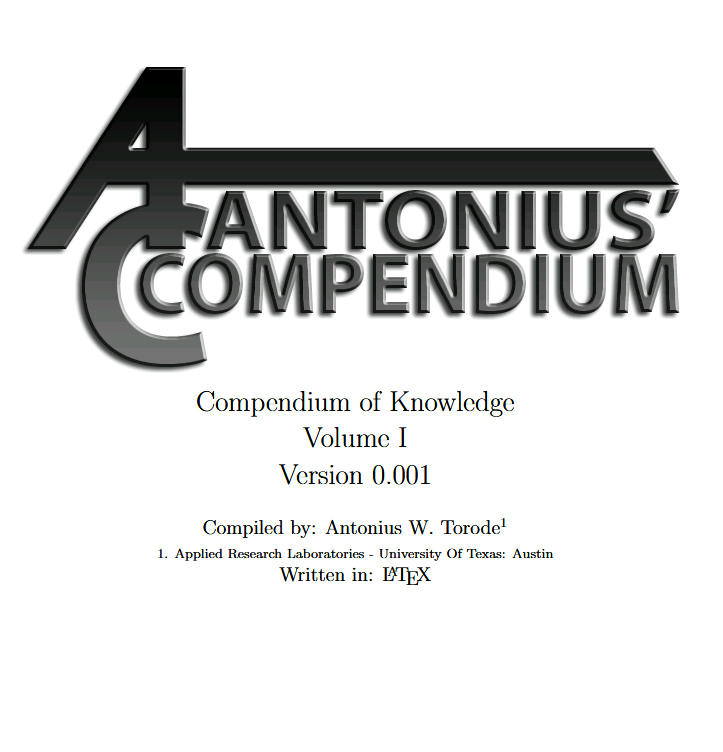 AC
ANTONIUS'
COMPENDIUM
Compendium of Knowledge
Volume I
Version 0.001
Compiled by: Antonius W. Torode¹
1. Applied Research Laboratories - University Of Texas: Austin
Written in: LATEX